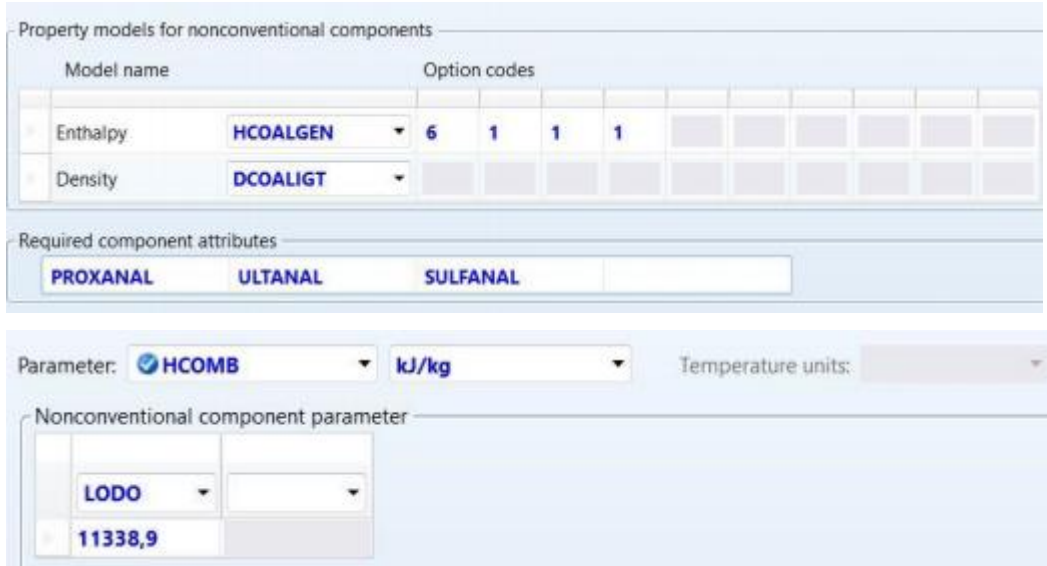 Property models for nonconventional components
Model name Option codes
Enthalpy HCOALGEN 6 1 1 1
Density DCOALIGT
Required component attributes
PROXANAL ULTANAL SULFANAL
Parameter: HCOMB kJ/kg Temperature units:
Nonconventional component parameter
LODO
11338,9